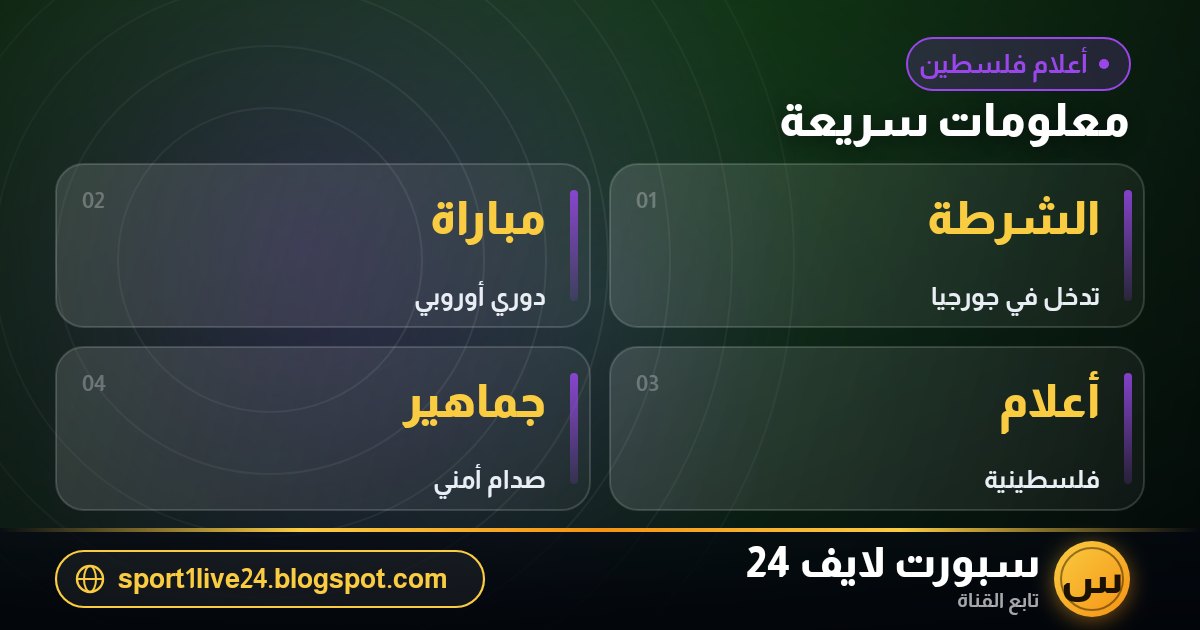 أعلام فلسطين
معلومات سريعة
01
الشرطة
تدخل في جورجيا
02
مباراة
دوري أوروبي
03
أعلام
فلسطينية
04
جماهير
صدام أمني
س
سبورت لايف 24
تابع القناة
sport1live24.blogspot.com